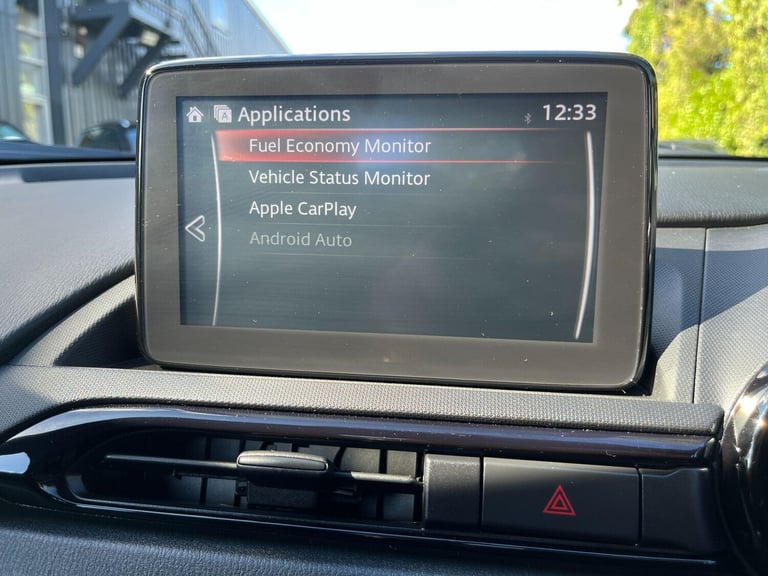 Applications 12:33
Fuel Economy Monitor
Vehicle Status Monitor
Apple CarPlay
Android Auto